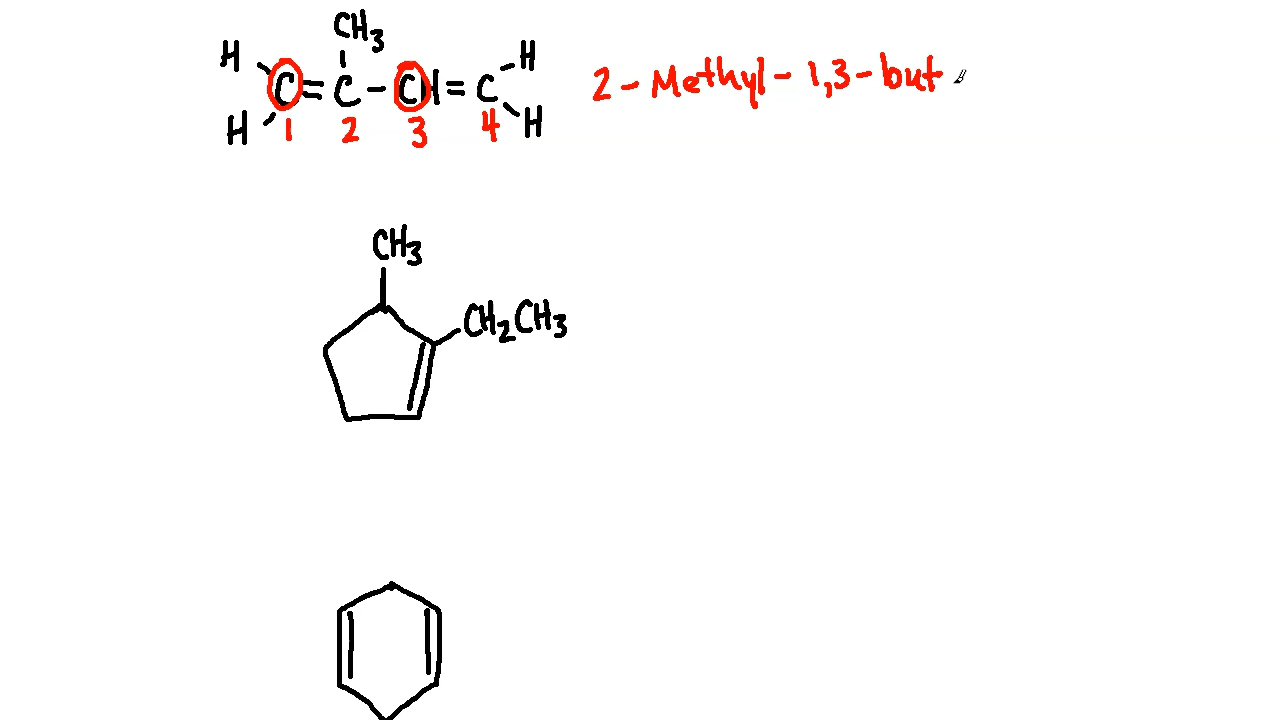 CH3
H H
C=C-CH=C 2-Methyl-1,3-but
H 1 2 3 4 H
CH3
CH2CH3